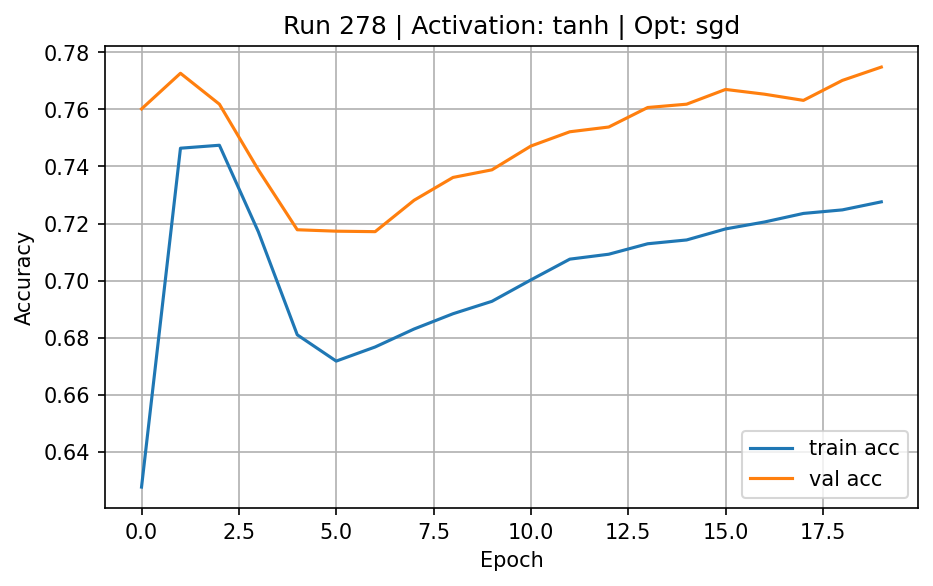 Run 278 | Activation: tanh | Opt: sgd
0.78
0.76
0.74
0.72
0.70
0.68
0.66
0.64
Accuracy
train acc
val acc
0.0 2.5 5.0 7.5 10.0 12.5 15.0 17.5
Epoch